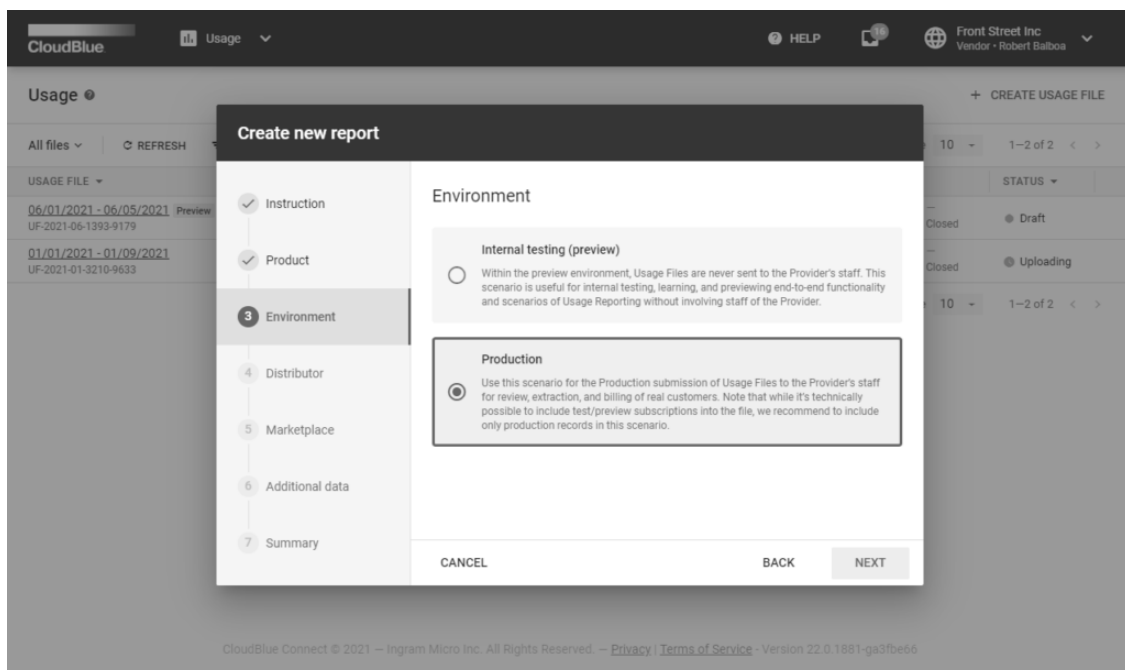 CloudBlue
Usage
HELP
16
Front Street Inc
Vendor · Robert Balboa
Usage
+ CREATE USAGE FILE
All files
REFRESH
10
1–2 of 2
USAGE FILE
STATUS
06/01/2021 - 06/05/2021 Preview
UF-2021-06-1393-9179
—
Closed
Draft
01/01/2021 - 01/09/2021
UF-2021-01-3210-9633
—
Closed
Uploading
10
1–2 of 2
Create new report
Instruction
Product
3 Environment
4 Distributor
5 Marketplace
6 Additional data
7 Summary
Environment
Internal testing (preview)
Within the preview environment, Usage Files are never sent to the Provider's staff. This
scenario is useful for internal testing, learning, and previewing end-to-end functionality
and scenarios of Usage Reporting without involving staff of the Provider.
Production
Use this scenario for the Production submission of Usage Files to the Provider's staff
for review, extraction, and billing of real customers. Note that while it's technically
possible to include test/preview subscriptions into the file, we recommend to include
only production records in this scenario.
CANCEL
BACK
NEXT
CloudBlue Connect © 2021 — Ingram Micro Inc. All Rights Reserved. — Privacy | Terms of Service - Version 22.0.1881-ga3fbe66